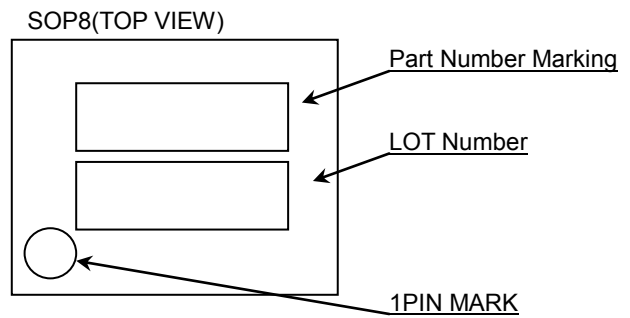 SOP8(TOP VIEW)
Part Number Marking
LOT Number
1PIN MARK